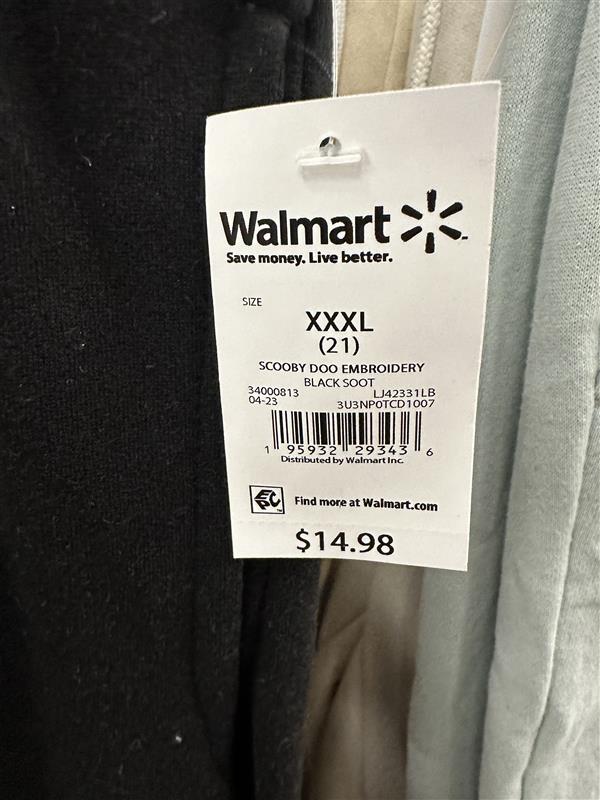 Walmart
Save money. Live better.
SIZE
XXXL
(21)
SCOOBY DOO EMBROIDERY
BLACK SOOT
34000813 LJ42331LB
04-23 3U3NP0TCD1007
1 95932 29343 6
Distributed by Walmart Inc.
EPC Find more at Walmart.com
$14.98